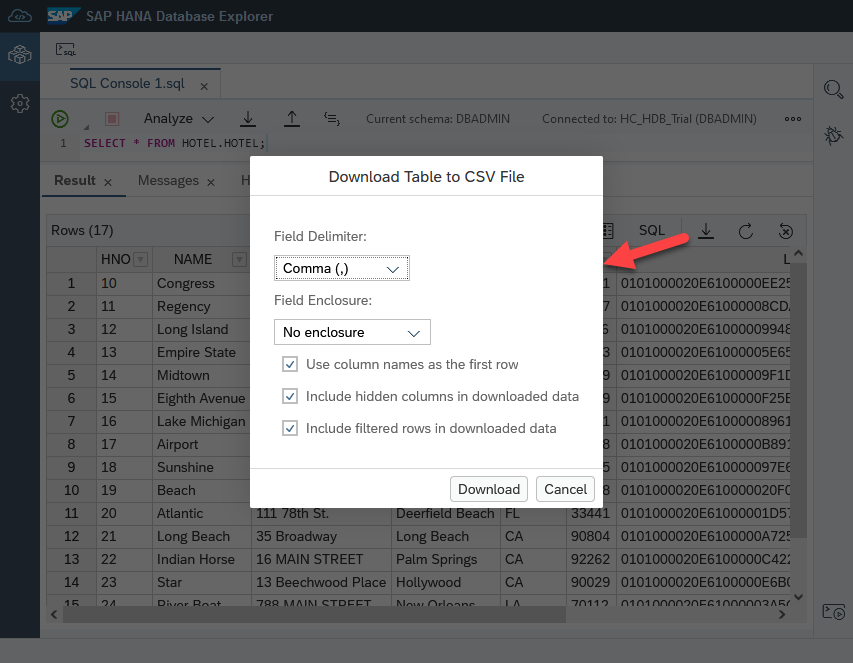 SAP SAP HANA Database Explorer
SQL
SQL Console 1.sql
Analyze Current schema: DBADMIN Connected to: HC_HDB_Trial (DBADMIN)
1 SELECT * FROM HOTEL.HOTEL;
Result Messages H
Download Table to CSV File
Rows (17) SQL
Field Delimiter:
HNO NAME L
Comma (,)
1 10 Congress 1 0101000020E6100000EE25
Field Enclosure:
2 11 Regency 7 0101000020E61000008CDA
No enclosure
3 12 Long Island 6 0101000020E610000009948
4 13 Empire State 3 0101000020E61000005E65
Use column names as the first row
5 14 Midtown 9 0101000020E61000009F1D
Include hidden columns in downloaded data
6 15 Eighth Avenue 9 0101000020E6100000F25B
7 16 Lake Michigan 1 0101000020E61000008961
Include filtered rows in downloaded data
8 17 Airport 8 0101000020E6100000B891
9 18 Sunshine 5 0101000020E610000097E6
10 19 Beach 8 0101000020E610000020F0
Download Cancel
11 20 Atlantic 111 78th St. Deerfield Beach FL 33441 0101000020E61000001D57
12 21 Long Beach 35 Broadway Long Beach CA 90804 0101000020E6100000A725
13 22 Indian Horse 16 MAIN STREET Palm Springs CA 92262 0101000020E6100000C422
14 23 Star 13 Beechwood Place Hollywood CA 90029 0101000020E6100000E6B0
15 24 River Boat 788 MAIN STREET New Orleans LA 70112 0101000020E61000003A50